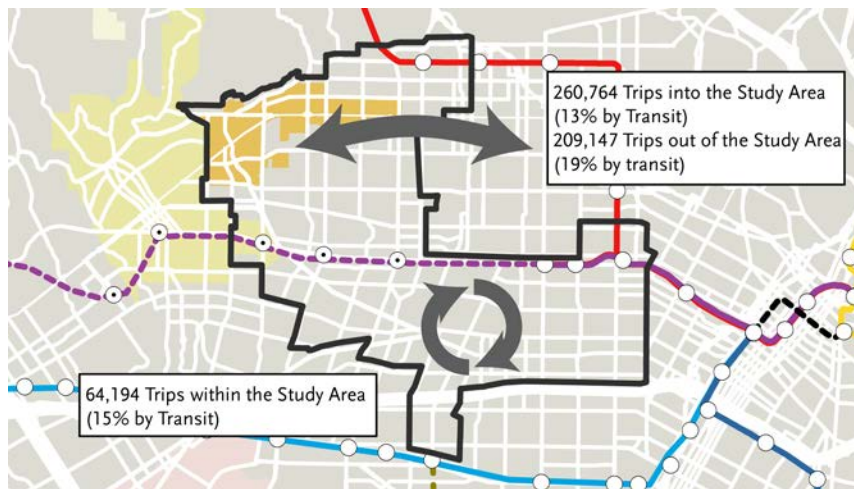 260,764 Trips into the Study Area
(13% by Transit)
209,147 Trips out of the Study Area
(19% by transit)
64,194 Trips within the Study Area
(15% by Transit)